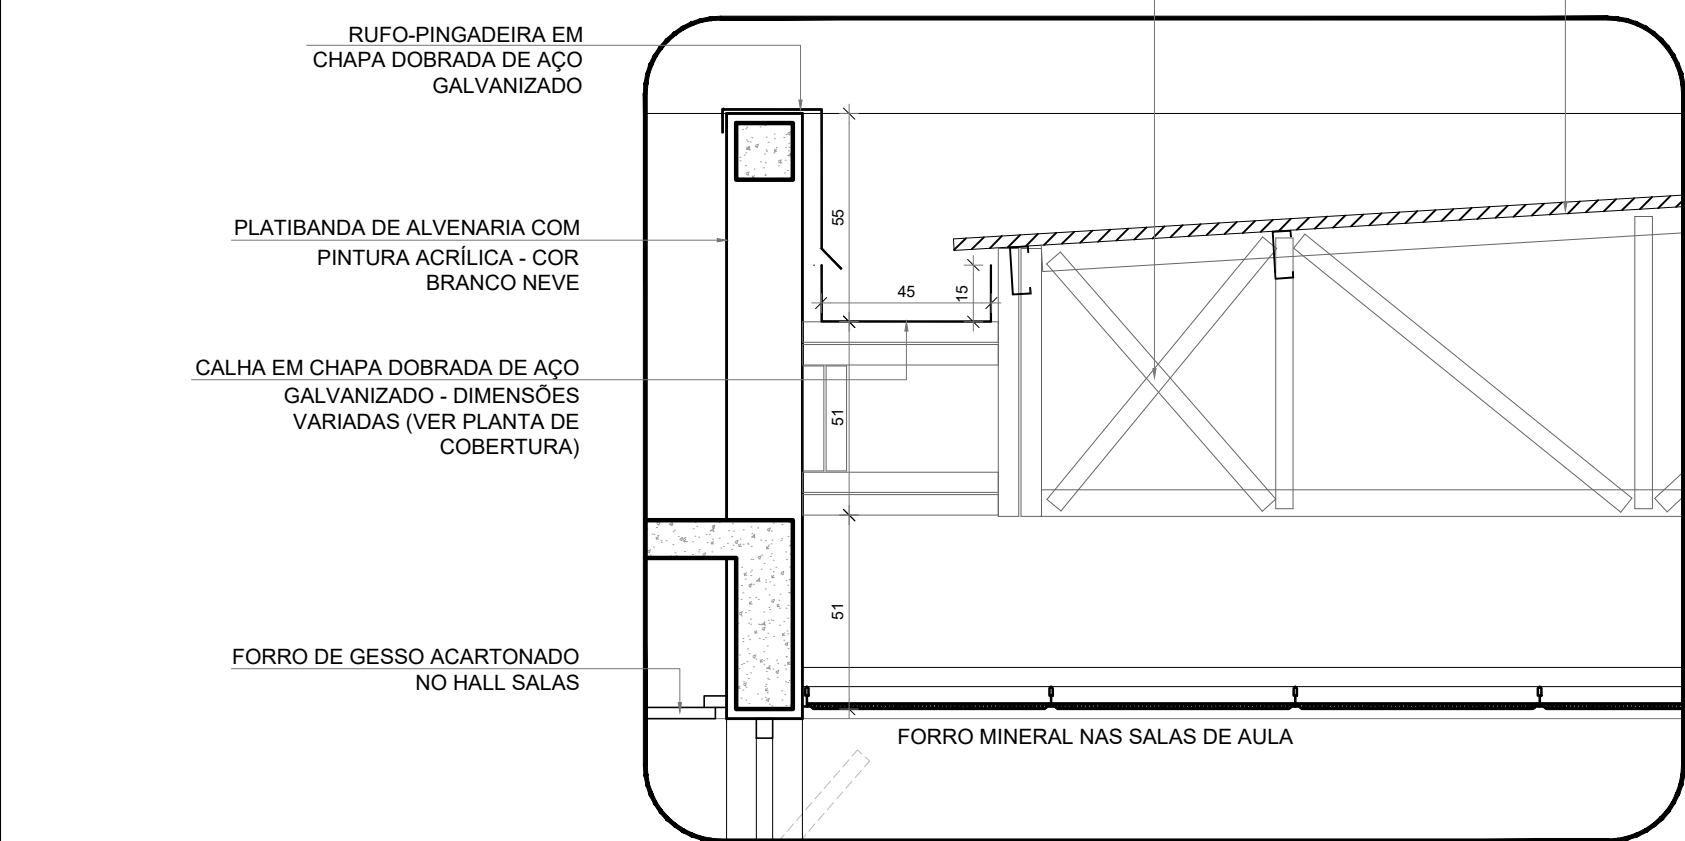 RUFO-PINGADEIRA EM
CHAPA DOBRADA DE AÇO
GALVANIZADO
PLATIBANDA DE ALVENARIA COM
PINTURA ACRÍLICA - COR
BRANCO NEVE
CALHA EM CHAPA DOBRADA DE AÇO
GALVANIZADO - DIMENSÕES
VARIADAS (VER PLANTA DE
COBERTURA)
FORRO DE GESSO ACARTONADO
NO HALL SALAS
55
45
15
51
51
FORRO MINERAL NAS SALAS DE AULA